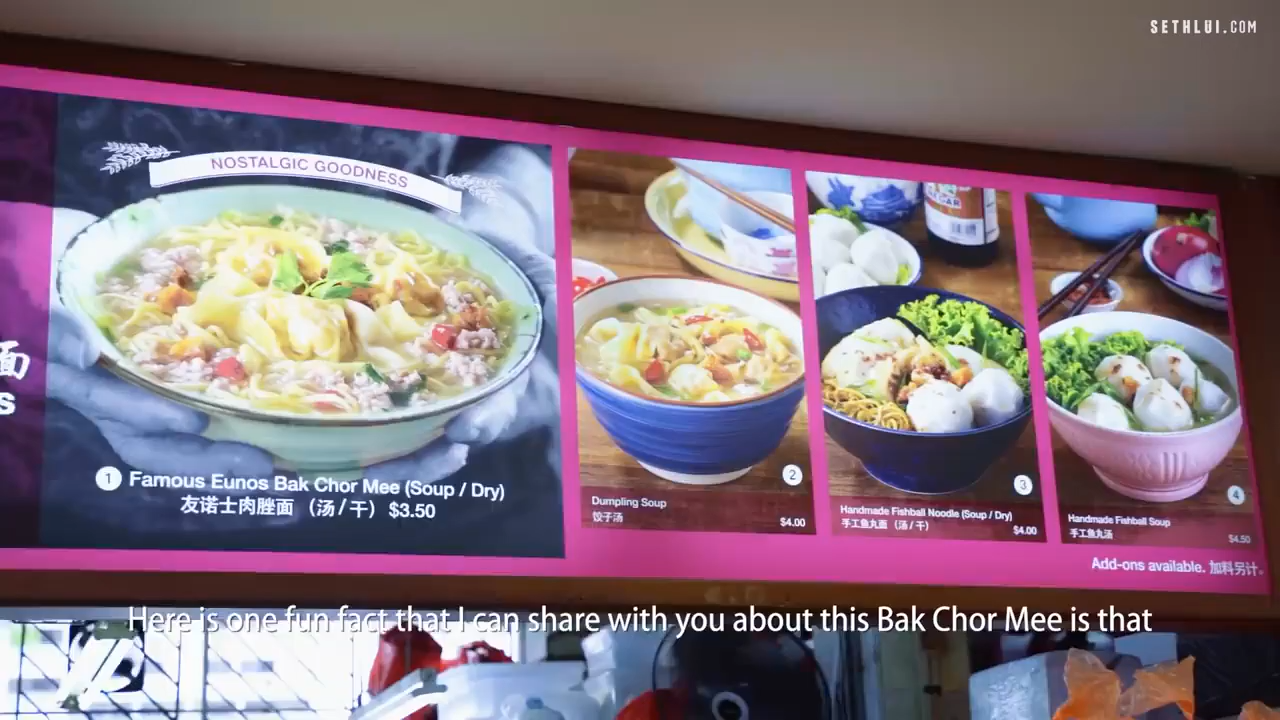 SETHLUI.COM
NOSTALGIC GOODNESS
面
s
1 Famous Eunos Bak Chor Mee (Soup / Dry)
友诺士肉脞面 (汤/干) $3.50
2
Dumpling Soup
饺子汤
$4.00
3
Handmade Fishball Noodle (Soup / Dry)
手工鱼丸面 (汤/干)
$4.00
4
Handmade Fishball Soup
手工鱼丸汤
$4.50
Add-ons available. 加料另计.
Here is one fun fact that I can share with you about this Bak Chor Mee is that